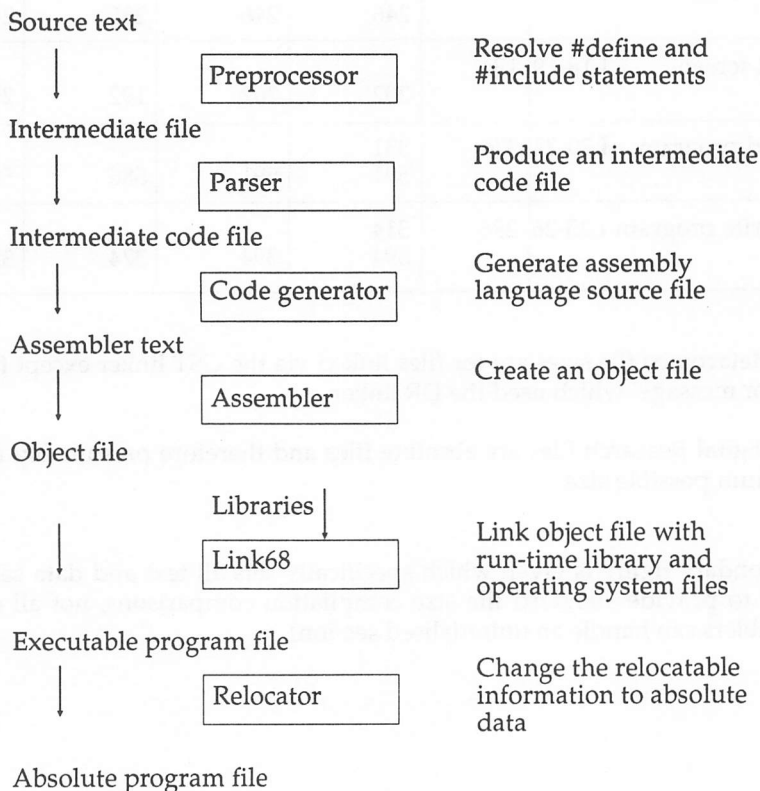 Source text
Preprocessor
Resolve #define and
#include statements
Intermediate file
Parser
Produce an intermediate
code file
Intermediate code file
Code generator
Generate assembly
language source file
Assembler text
Assembler
Create an object file
Object file
Libraries
Link68
Link object file with
run-time library and
operating system files
Executable program file
Relocator
Change the relocatable
information to absolute
data
Absolute program file